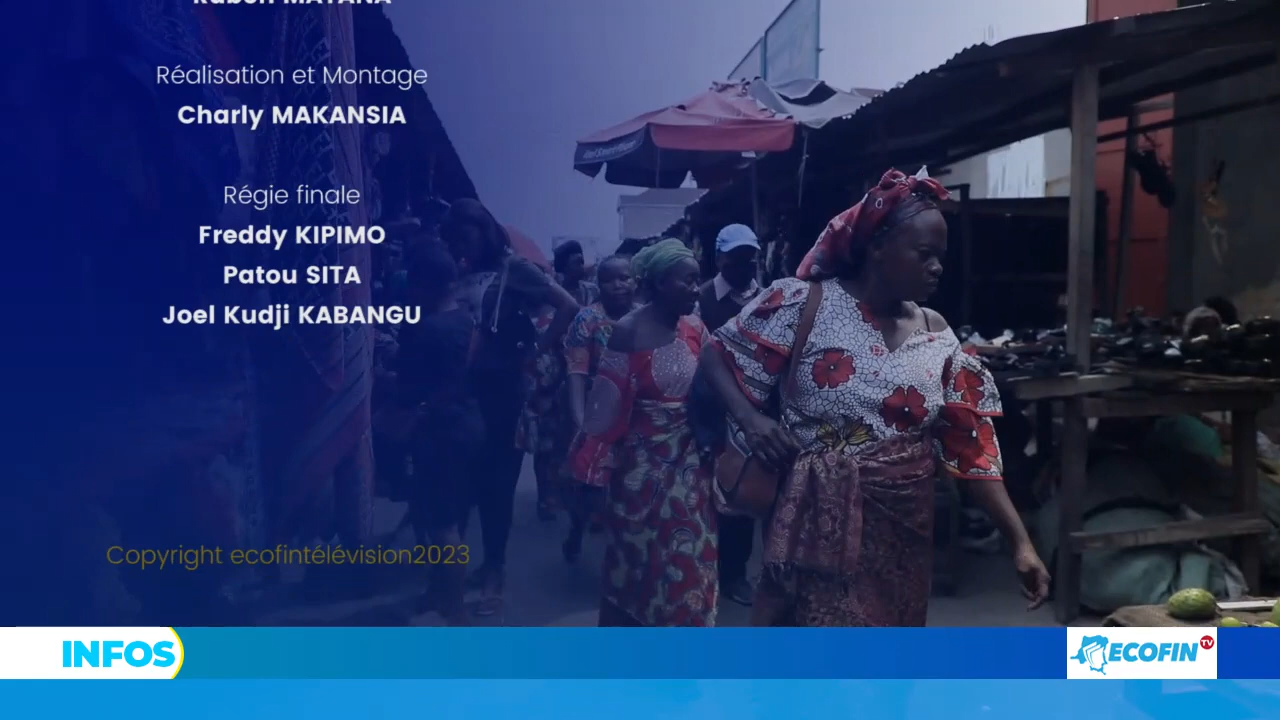 Réalisation et Montage
Charly MAKANSIA
Régie finale
Freddy KIPIMO
Patou SITA
Joel Kudji KABANGU
Copyright ecofintélévision2023
INFOS
ECOFIN TV